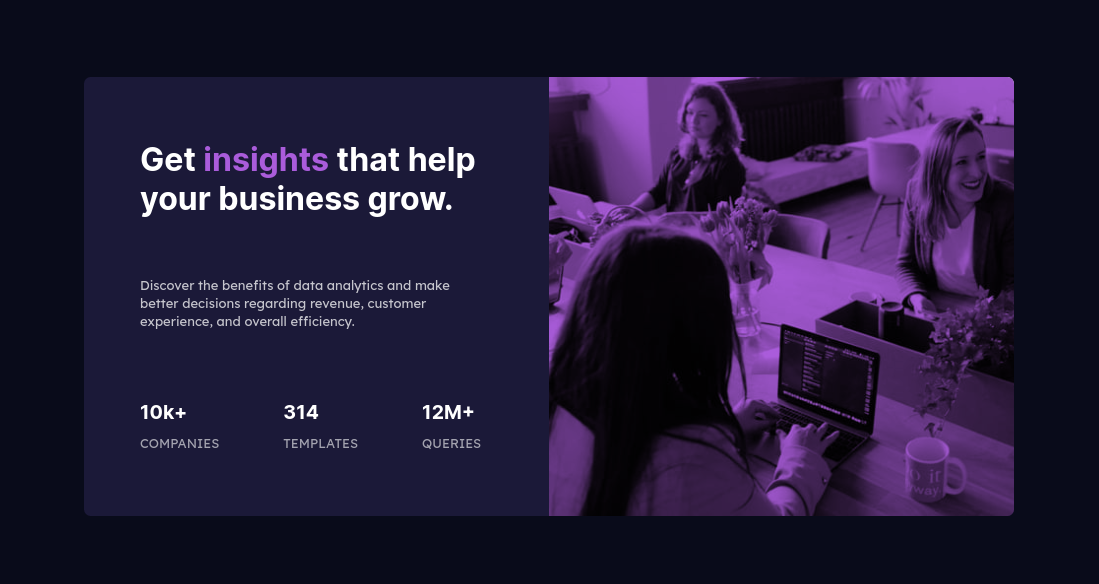 Get insights that help
your business grow.
Discover the benefits of data analytics and make
better decisions regarding revenue, customer
experience, and overall efficiency.
10k+ 314 12M+
COMPANIES TEMPLATES QUERIES